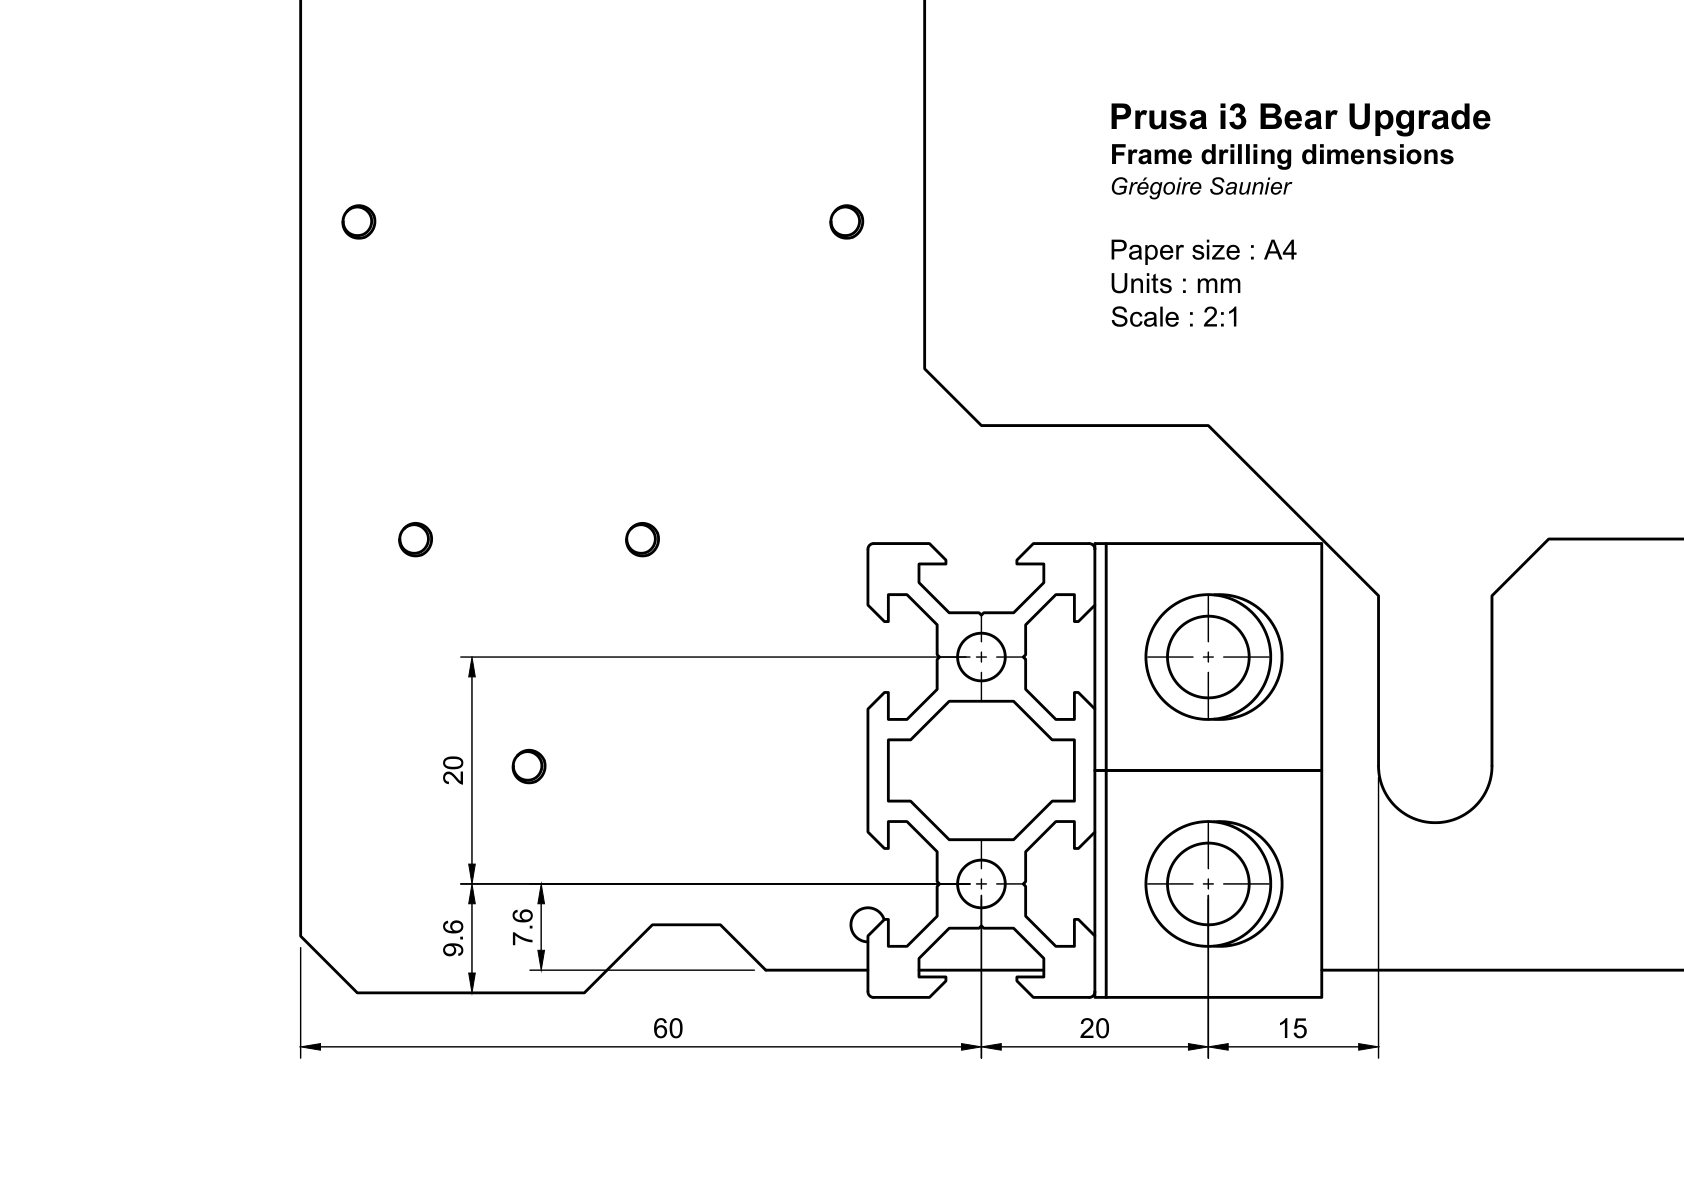 Prusa i3 Bear Upgrade
Frame drilling dimensions
Grégoire Saunier
Paper size : A4
Units : mm
Scale : 2:1
20
9.6
7.6
60
20
15